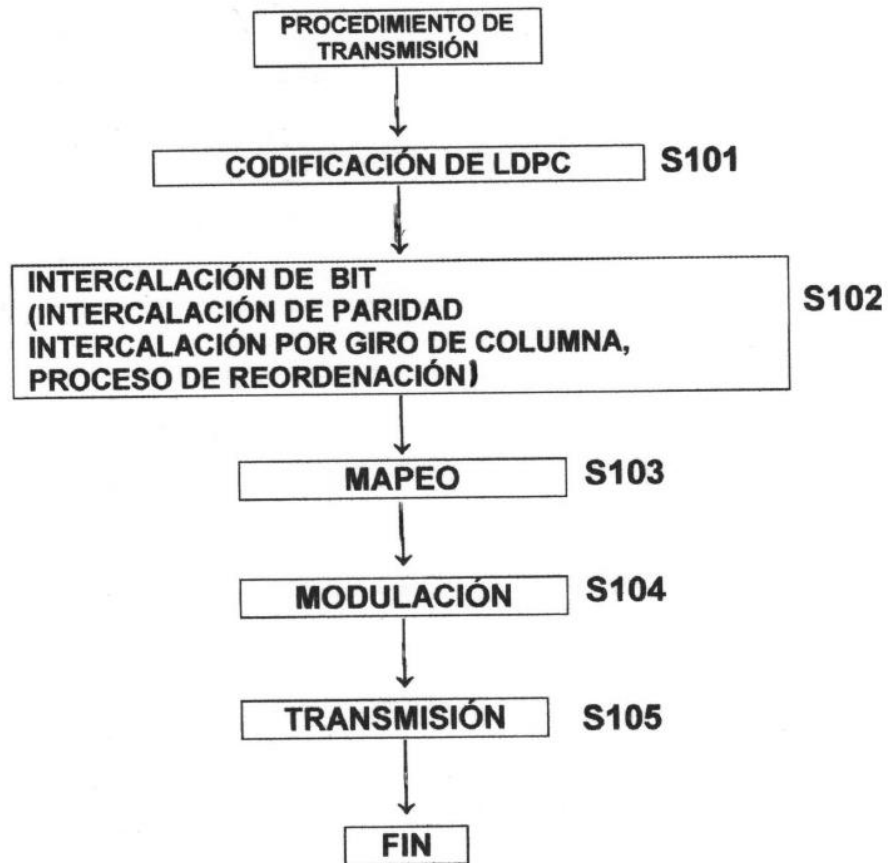 PROCEDIMIENTO DE
TRANSMISIÓN
CODIFICACIÓN DE LDPC S101
INTERCALACIÓN DE BIT
(INTERCALACIÓN DE PARIDAD
INTERCALACIÓN POR GIRO DE COLUMNA,
PROCESO DE REORDENACIÓN)
S102
MAPEO S103
MODULACIÓN S104
TRANSMISIÓN S105
FIN